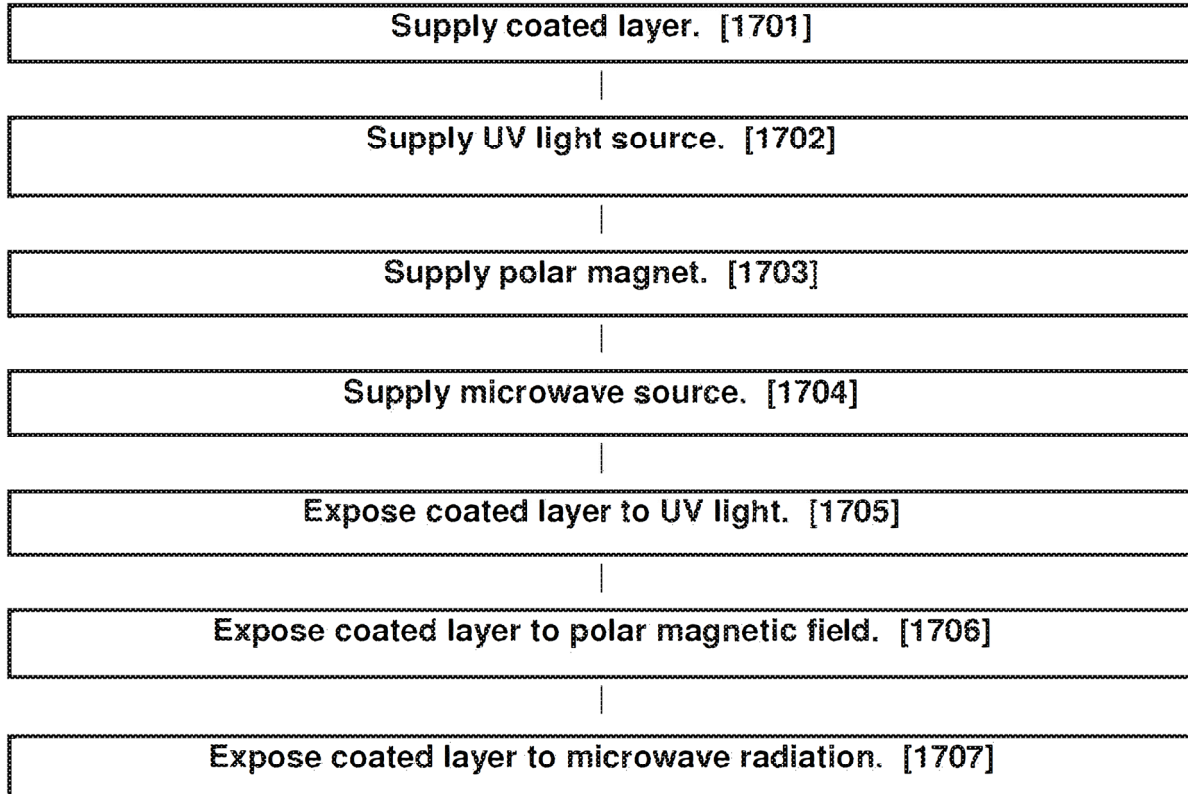 Supply coated layer. [1701]
Supply UV light source. [1702]
Supply polar magnet. [1703]
Supply microwave source. [1704]
Expose coated layer to UV light. [1705]
Expose coated layer to polar magnetic field. [1706]
Expose coated layer to microwave radiation. [1707]